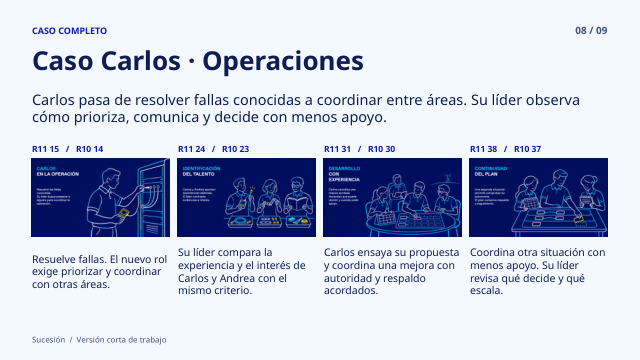 CASO COMPLETO
08 / 09
Caso Carlos · Operaciones
Carlos pasa de resolver fallas conocidas a coordinar entre áreas. Su líder observa
cómo prioriza, comunica y decide con menos apoyo.
R11 15 / R10 14
R11 24 / R10 23
R11 31 / R10 30
R11 38 / R10 37
CARLOS
EN LA OPERACIÓN
IDENTIFICACIÓN
DEL TALENTO
DESARROLLO
CON
EXPERIENCIA
CONTINUIDAD
DEL PLAN
Resuelve fallas. El nuevo rol
exige priorizar y coordinar
con otras áreas.
Su líder compara la
experiencia y el interés de
Carlos y Andrea con el
mismo criterio.
Carlos ensaya su propuesta
y coordina una mejora con
autoridad y respaldo
acordados.
Coordina otra situación con
menos apoyo. Su líder
revisa qué decide y qué
escala.
Sucesión / Versión corta de trabajo